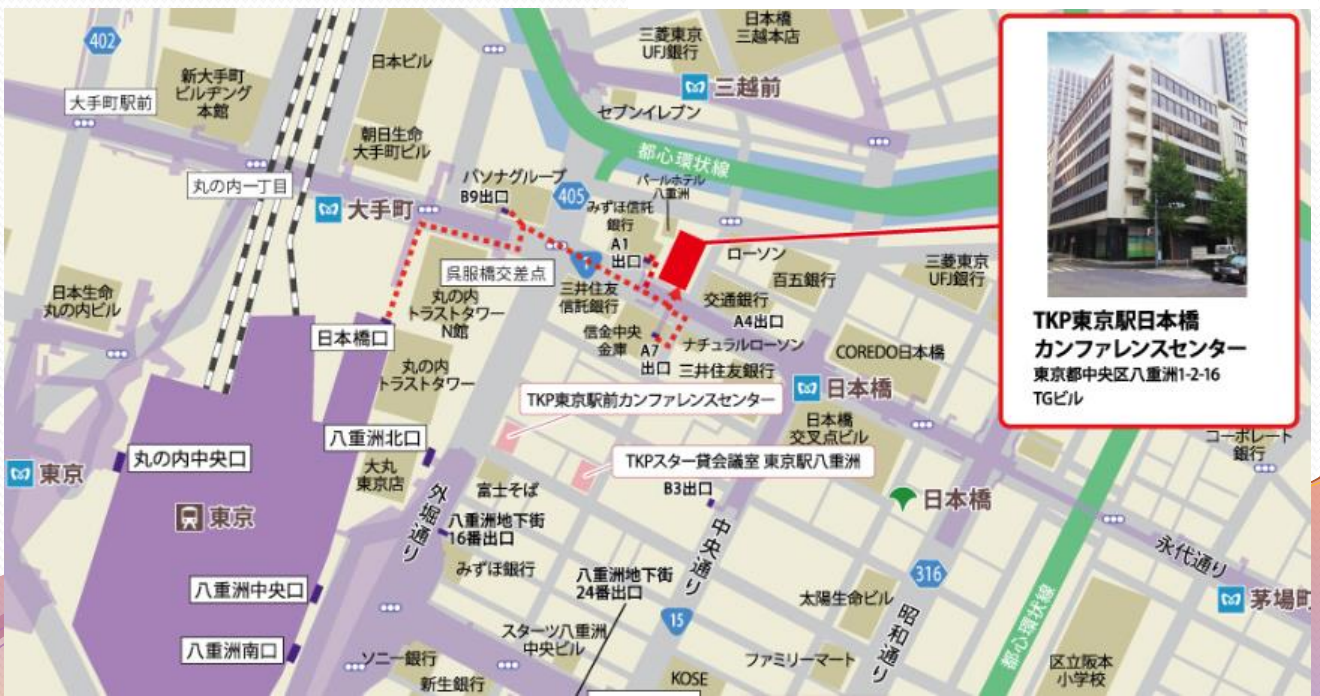 402
新大手町
ビルヂング
本館
大手町駅前
日本ビル
朝日生命
大手町ビル
丸の内一丁目
大手町
パソナグループ
B9出口
405
三菱東京
UFJ銀行
日本橋
三越本店
三越前
セブンイレブン
都心環状線
パールホテル
八重洲
みずほ信託
銀行
A1
出口
ローソン
百五銀行
三菱東京
UFJ銀行
呉服橋交差点
1
三井住友
信託銀行
交通銀行
A4出口
信金中央
金庫
A7
出口
ナチュラルローソン
三井住友銀行
COREDO日本橋
日本生命
丸の内ビル
日本橋口
丸の内
トラストタワー
N館
丸の内
トラストタワー
TKP東京駅前カンファレンスセンター
日本橋
日本橋
交叉点ビル
TKPスター貸会議室 東京駅八重洲
B3出口
八重洲北口
大丸
東京店
丸の内中央口
東京
東京
外堀通り
富士そば
八重洲地下街
16番出口
みずほ銀行
八重洲地下街
24番出口
中央通り
日本橋
316
永代通り
茅場町
コーポレート
銀行
八重洲中央口
八重洲南口
ソニー銀行
新生銀行
スターツ八重洲
中央ビル
15
KOSE
太陽生命ビル
昭和通り
ファミリーマート
都心環状線
区立阪本
小学校
TKP東京駅日本橋
カンファレンスセンター
東京都中央区八重洲1-2-16
TGビル